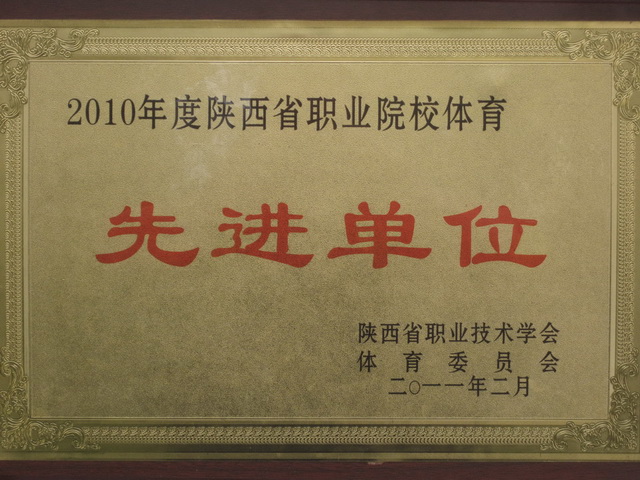 2010年度陕西省职业院校体育
先进单位
陕西省职业技术学会
体育委员会
二〇一一年二月